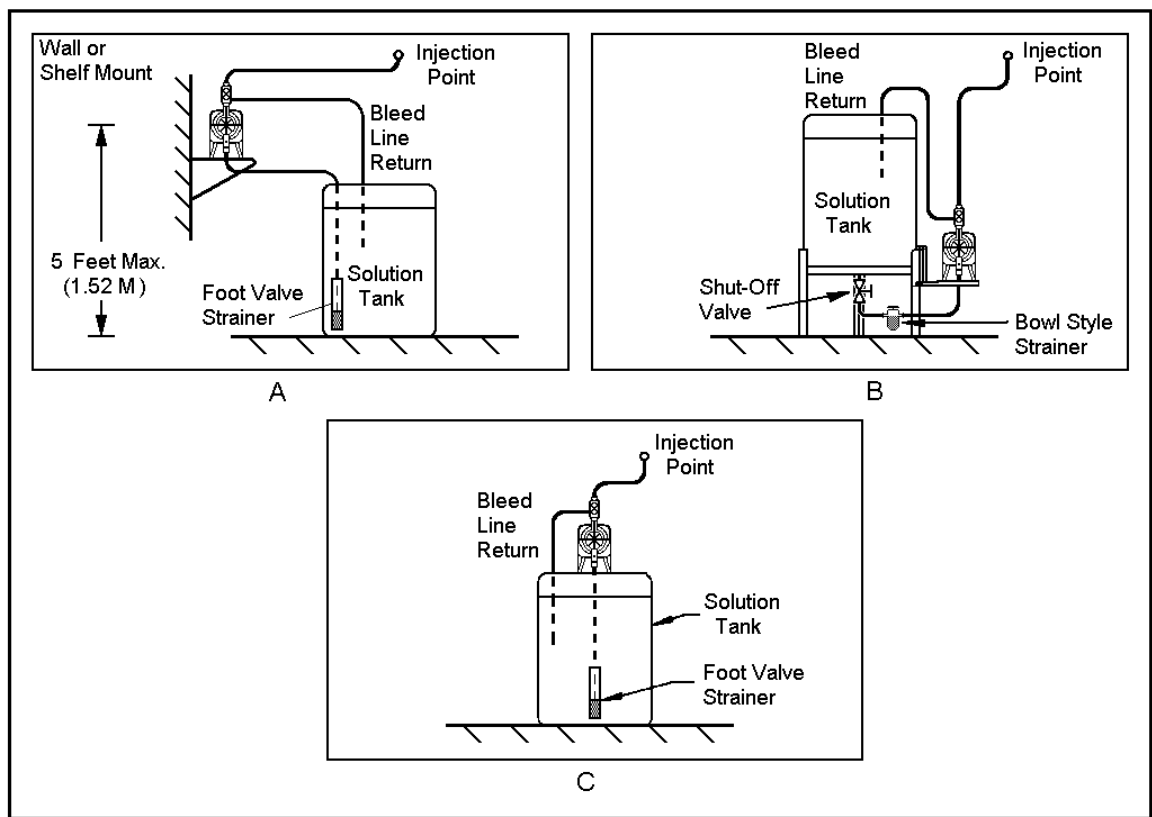 Wall or
Shelf Mount
Injection
Point
Bleed
Line
Return
5 Feet Max.
(1.52 M )
Foot Valve
Strainer
Solution
Tank
A
Bleed
Line
Return
Injection
Point
Solution
Tank
Shut-Off
Valve
Bowl Style
Strainer
B
Injection
Point
Bleed
Line
Return
Solution
Tank
Foot Valve
Strainer
C